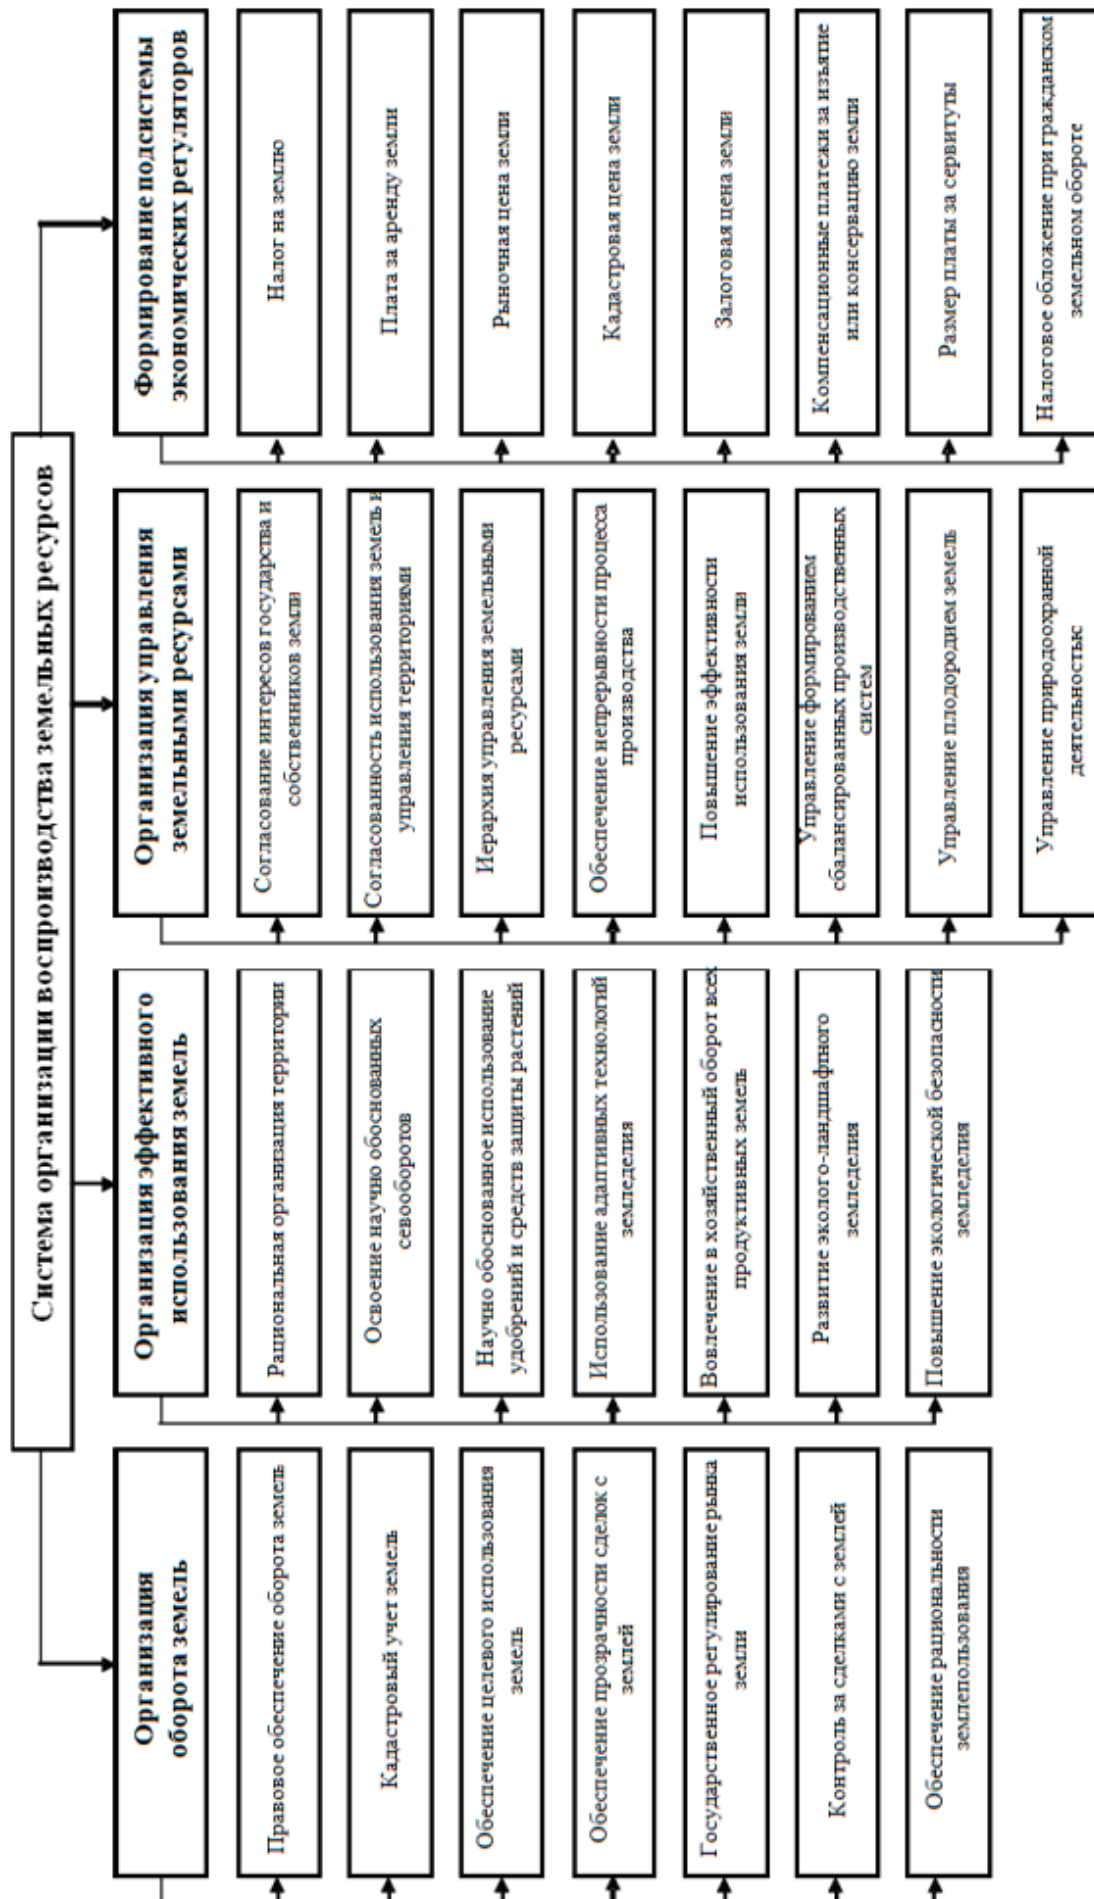 Система организации воспроизводства земельных ресурсов
Организация
оборота земель
Правовое обеспечение оборота земель
Кадастровый учет земель
Обеспечение целевого использования
земель
Обеспечение прозрачности сделок с
землей
Государственное регулирование рынка
земли
Контроль за сделками с землей
Обеспечение рациональности
землепользования
Организация эффективного
использования земель
Рациональная организация территории
Освоение научно обоснованных
севооборотов
Научно обоснованное использование
удобрений и средств защиты растений
Использование адаптивных технологий
земледелия
Вовлечение в хозяйственный оборот всех
продуктивных земель
Развитие эколого-ландшафтного
земледелия
Повышение экологической безопасности
земледелия
Организация управления
земельными ресурсами
Согласование интересов государства и
собственников земли
Согласованность использования земель и
управления территориями
Иерархия управления земельными
ресурсами
Обеспечение непрерывности процесса
производства
Повышение эффективности
использования земли
Управление формированием
сбалансированных производственных
систем
Управление плодородием земель
Управление природоохранной
деятельностью
Формирование подсистемы
экономических регуляторов
Налог на землю
Плата за аренду земли
Рыночная цена земли
Кадастровая цена земли
Залоговая цена земли
Компенсационные платежи за изъятие
или консервацию земли
Размер платы за сервитуты
Налоговое обложение при гражданском
земельном обороте